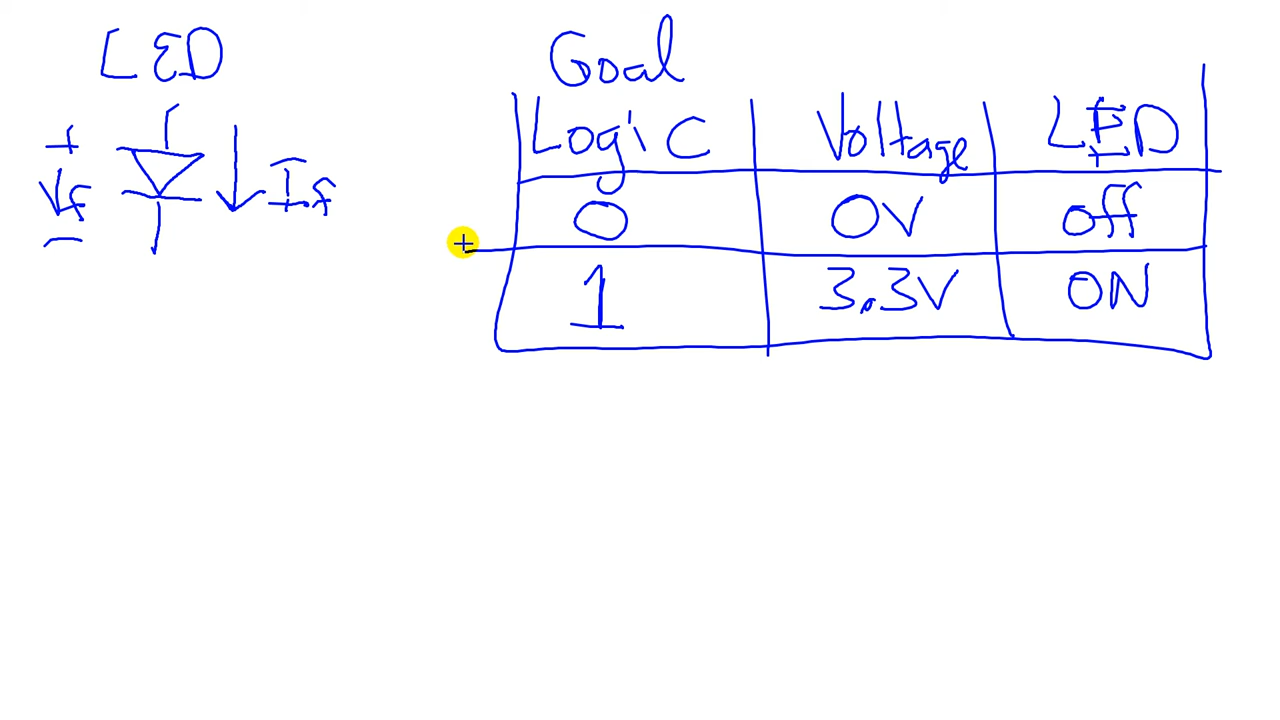 LED
+
Vf
−
If
Goal
Logic Voltage LED
0 0V off
1 3.3V ON